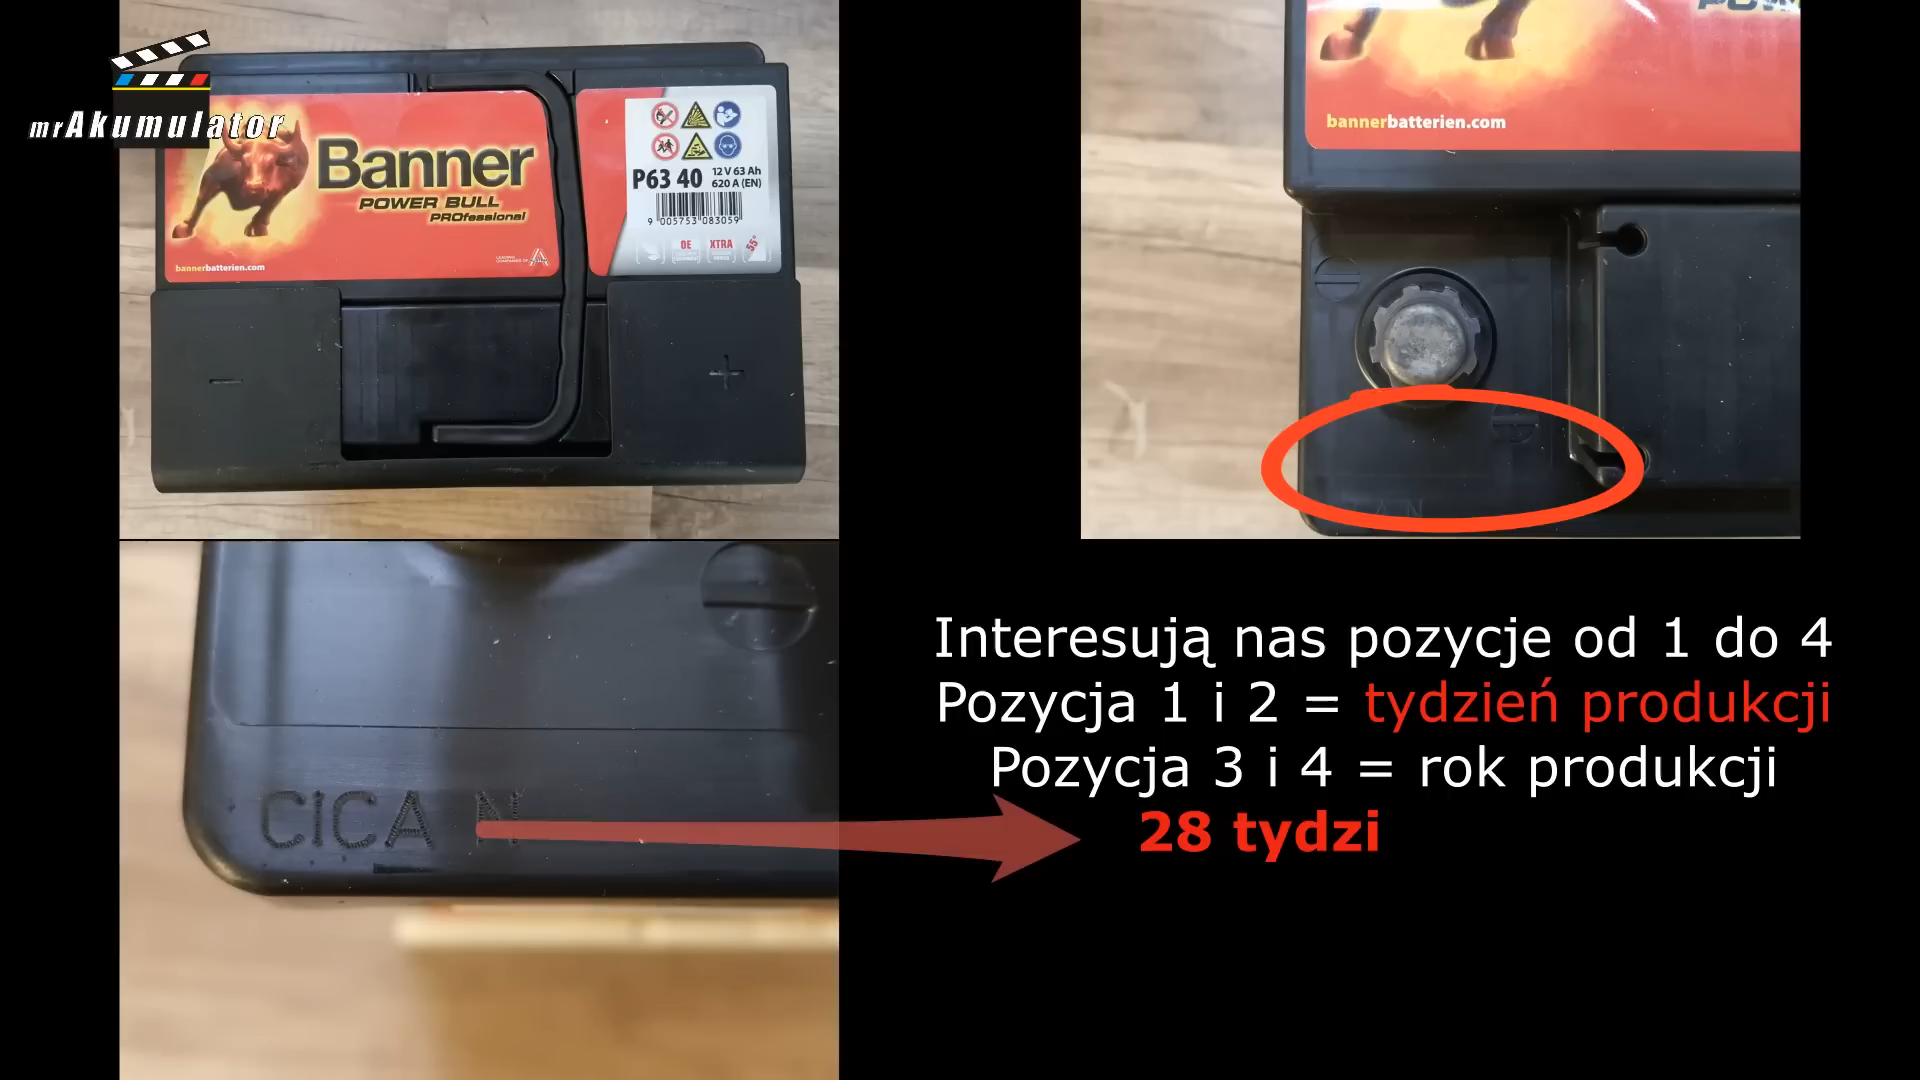 mrAkumulator
Banner
POWER BULL
PROfessional
bannerbatterien.com
P63 40
12 V 63 Ah
620 A (EN)
9 005753 083059
OE
XTRA
55°
−
+
bannerbatterien.com
CICA N
Interesują nas pozycje od 1 do 4
Pozycja 1 i 2 = tydzień produkcji
Pozycja 3 i 4 = rok produkcji
28 tydzi